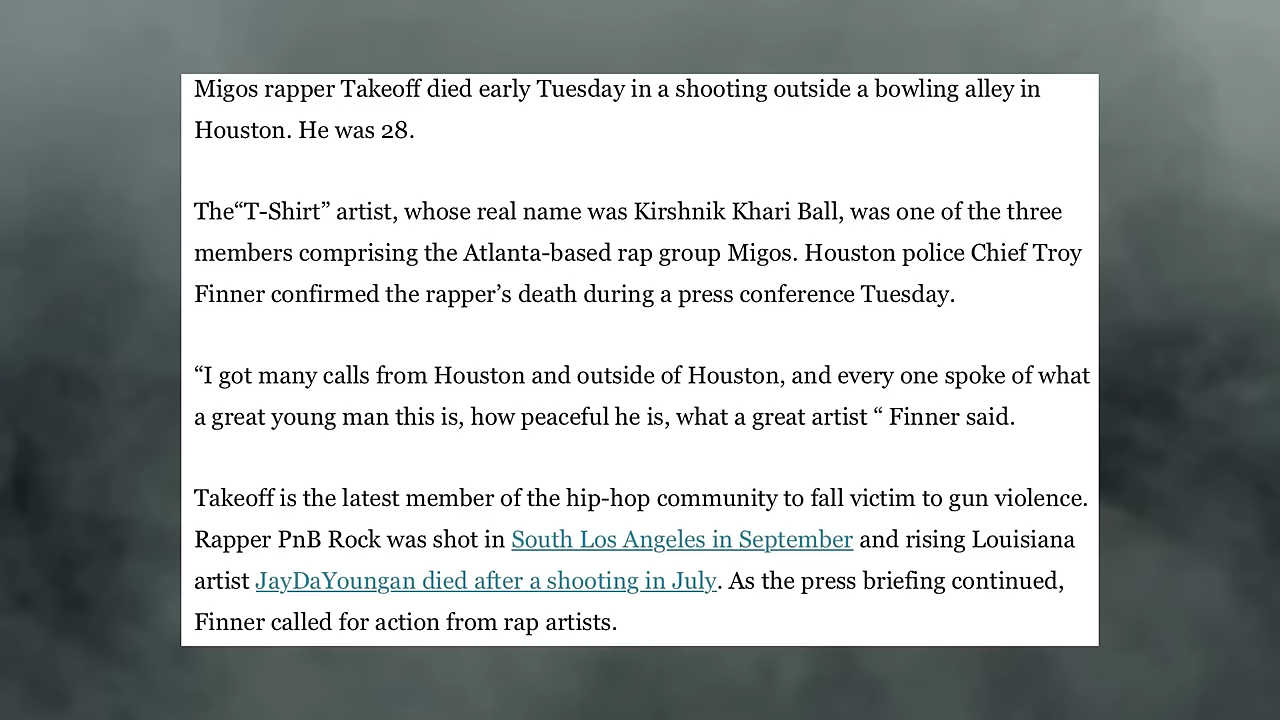 Migos rapper Takeoff died early Tuesday in a shooting outside a bowling alley in
Houston. He was 28.
The“T-Shirt” artist, whose real name was Kirshnik Khari Ball, was one of the three
members comprising the Atlanta-based rap group Migos. Houston police Chief Troy
Finner confirmed the rapper’s death during a press conference Tuesday.
“I got many calls from Houston and outside of Houston, and every one spoke of what
a great young man this is, how peaceful he is, what a great artist “ Finner said.
Takeoff is the latest member of the hip-hop community to fall victim to gun violence.
Rapper PnB Rock was shot in South Los Angeles in September and rising Louisiana
artist JayDaYoungan died after a shooting in July. As the press briefing continued,
Finner called for action from rap artists.